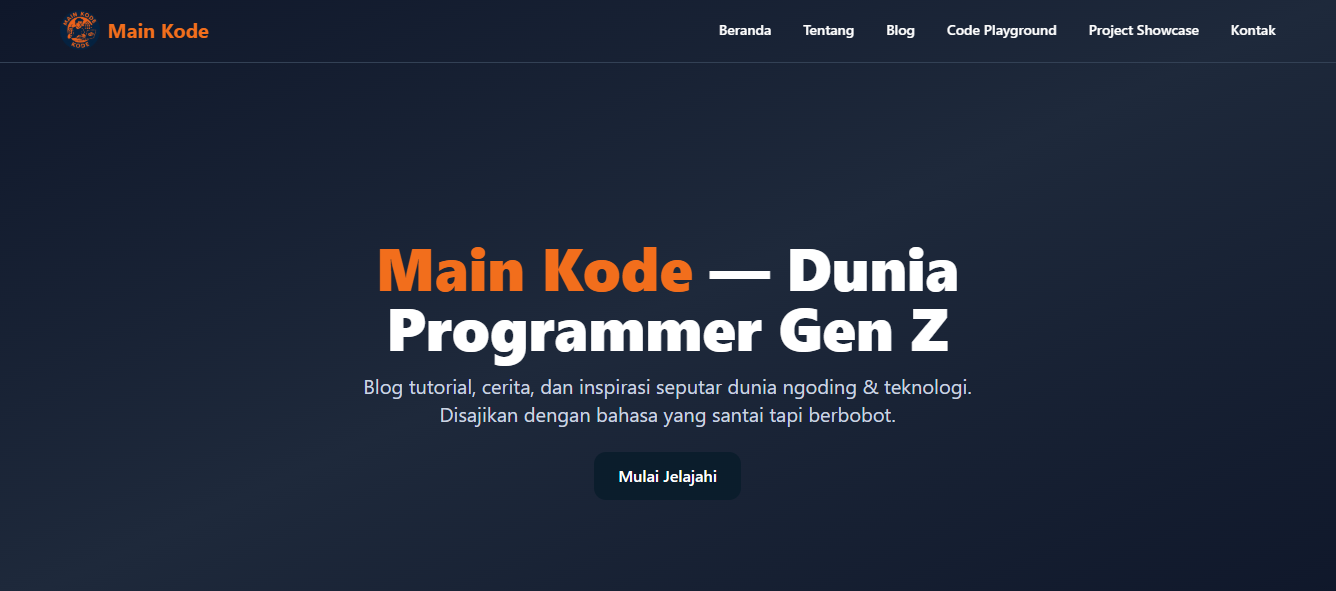 MAIN KODE
KODE
Main Kode
Beranda
Tentang
Blog
Code Playground
Project Showcase
Kontak
Main Kode — Dunia
Programmer Gen Z
Blog tutorial, cerita, dan inspirasi seputar dunia ngoding & teknologi.
Disajikan dengan bahasa yang santai tapi berbobot.
Mulai Jelajahi